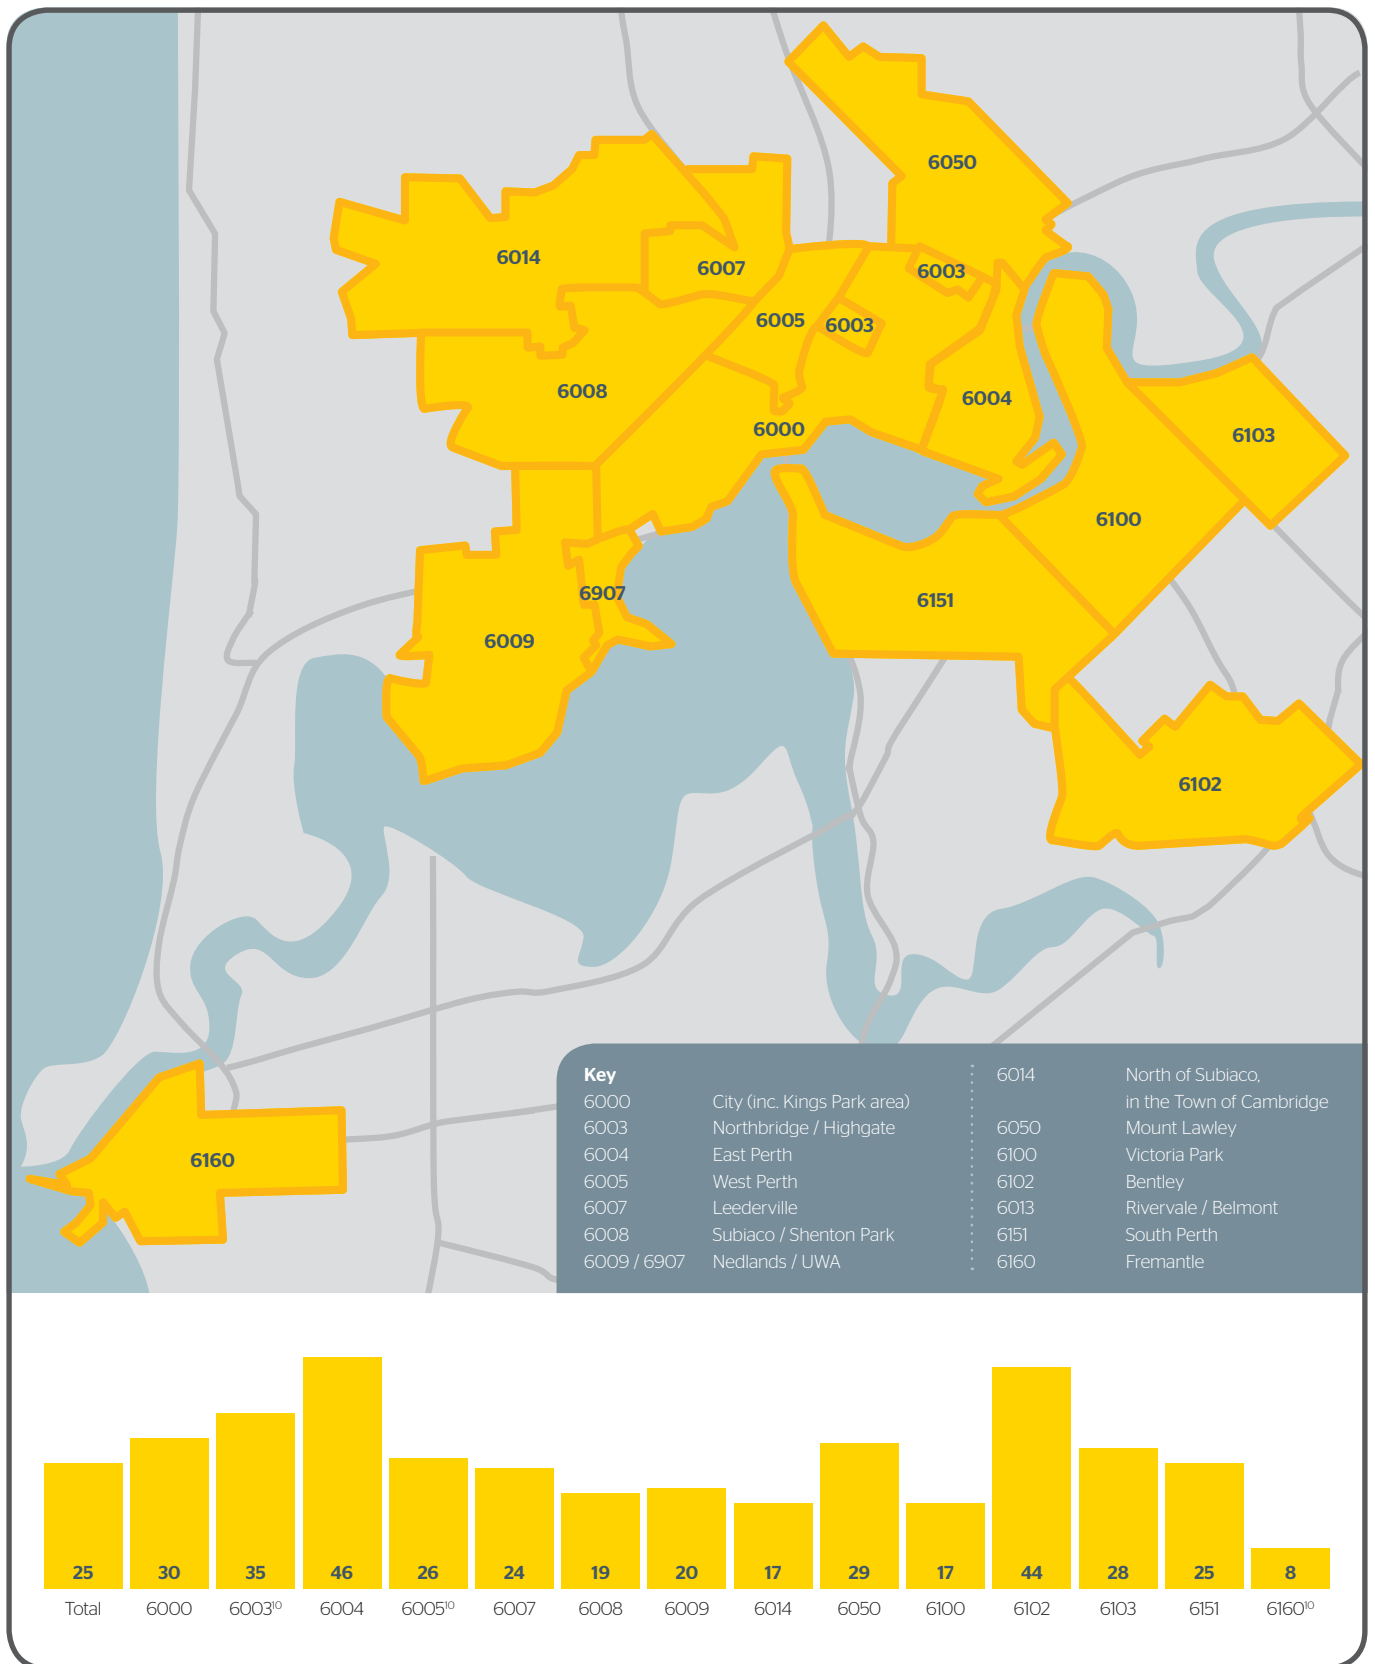 6050
6014
6007
6003
6005
6003
6008
6004
6000
6103
6100
6907
6151
6009
6102
6160
Key
6000 City (inc. Kings Park area)
6003 Northbridge / Highgate
6004 East Perth
6005 West Perth
6007 Leederville
6008 Subiaco / Shenton Park
6009 / 6907 Nedlands / UWA
6014 North of Subiaco,
in the Town of Cambridge
6050 Mount Lawley
6100 Victoria Park
6102 Bentley
6013 Rivervale / Belmont
6151 South Perth
6160 Fremantle
25 30 35 46 26 24 19 20 17 29 17 44 28 25 8
Total 6000 6003¹⁰ 6004 6005¹⁰ 6007 6008 6009 6014 6050 6100 6102 6103 6151 6160¹⁰